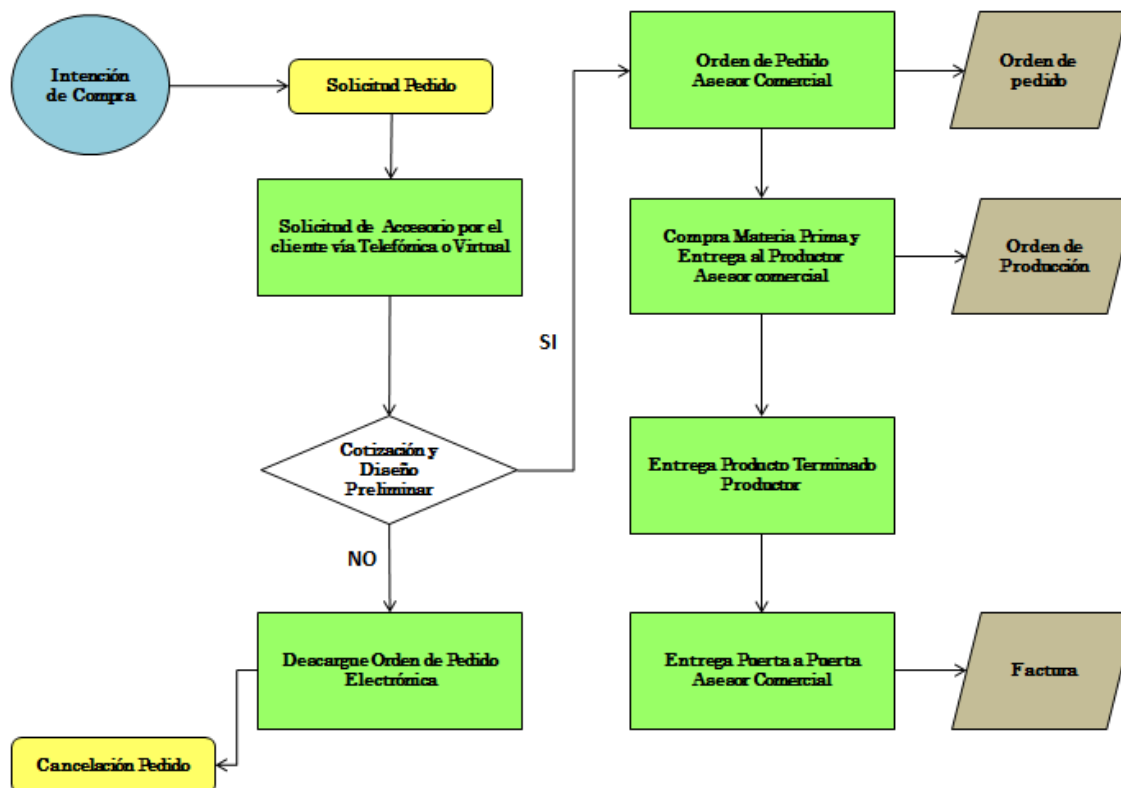 Intención
de Compra
Solicitud Pedido
Solicitud de Accesorio por el
cliente vía Telefónica o Virtual
Cotización y
Diseño
Preliminar
SI
NO
Descargue Orden de Pedido
Electrónica
Cancelación Pedido
Orden de Pedido
Asesor Comercial
Orden de
pedido
Compra Materia Prima y
Entrega al Productor
Asesor comercial
Orden de
Producción
Entrega Producto Terminado
Productor
Entrega Puerta a Puerta
Asesor Comercial
Factura